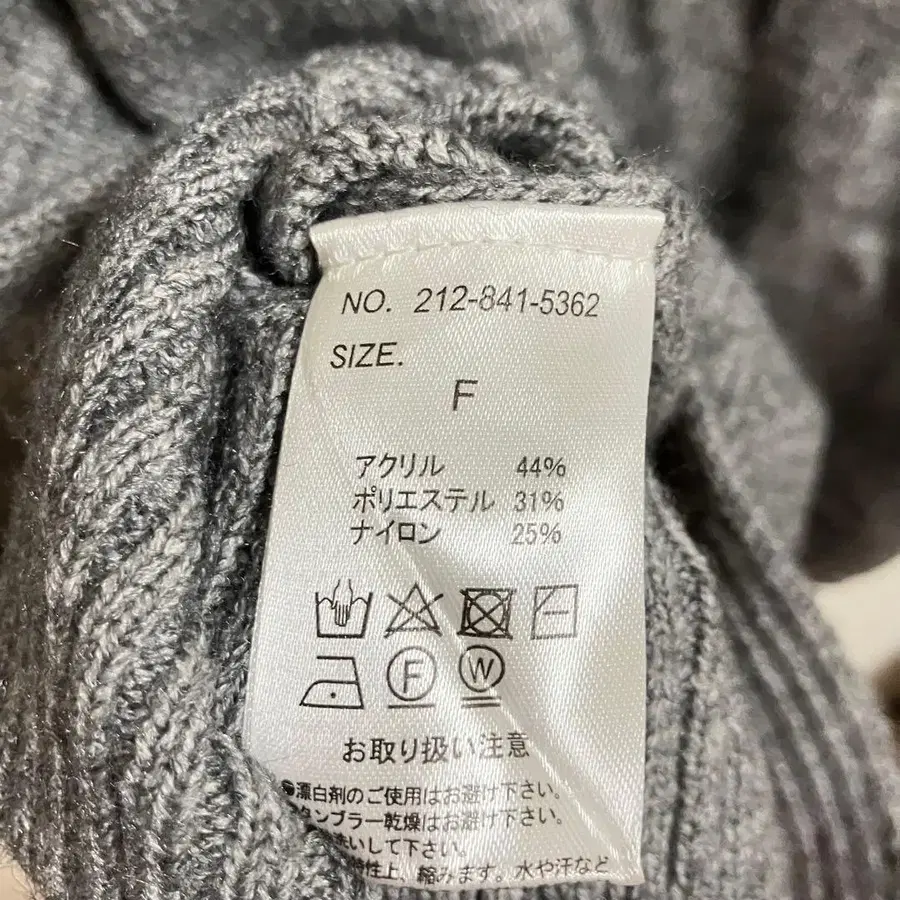 NO. 212-841-5362
SIZE.
F
アクリル 44%
ポリエステル 31%
ナイロン 25%
F W
お取り扱い注意
●漂白剤のご使用はお避け下さい。
タンブラー乾燥はお避け下さい。
洗いして下さい。
性上、縮みます。水や汗など